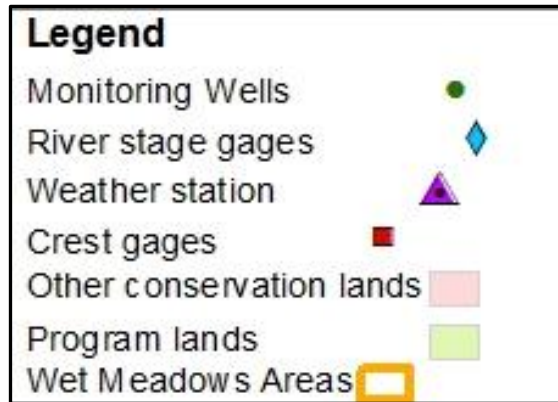 Legend
Monitoring Wells
River stage gages
Weather station
Crest gages
Other conservation lands
Program lands
Wet Meadows Areas